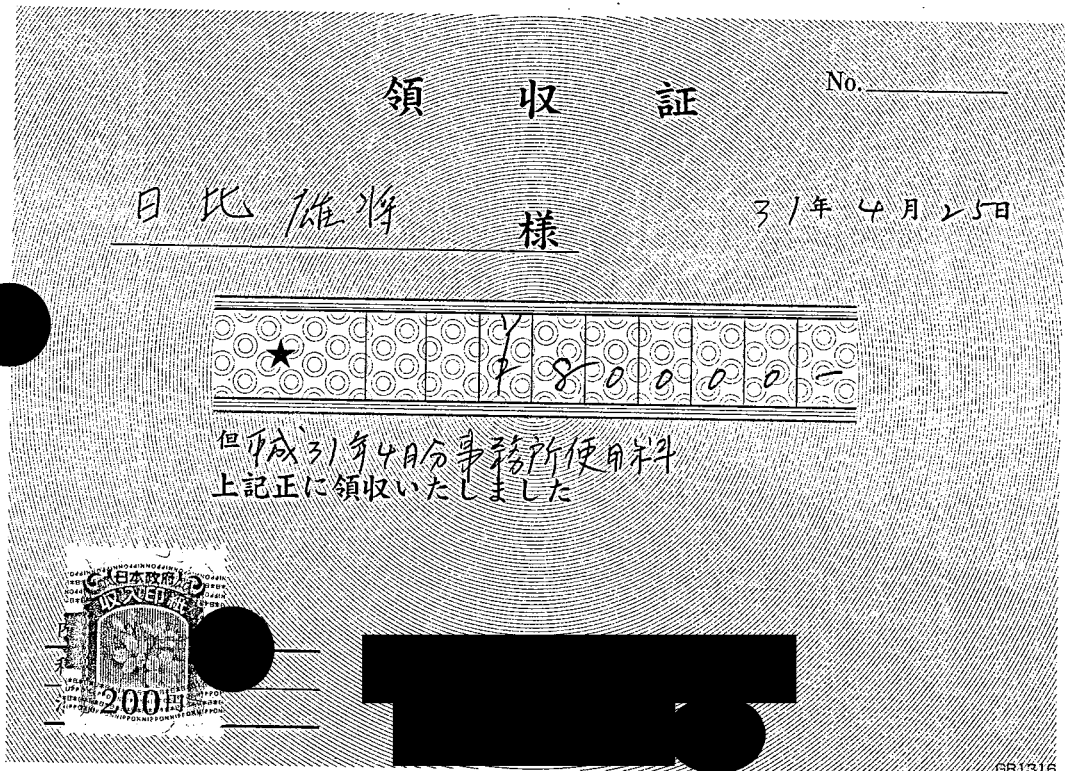 領収証
No.
日比雄将 様
31年4月25日
★ ¥80000-
但 平成31年4月分事務所使用料
上記正に領収いたしました
日本政府
収入印紙
200円
GB1316